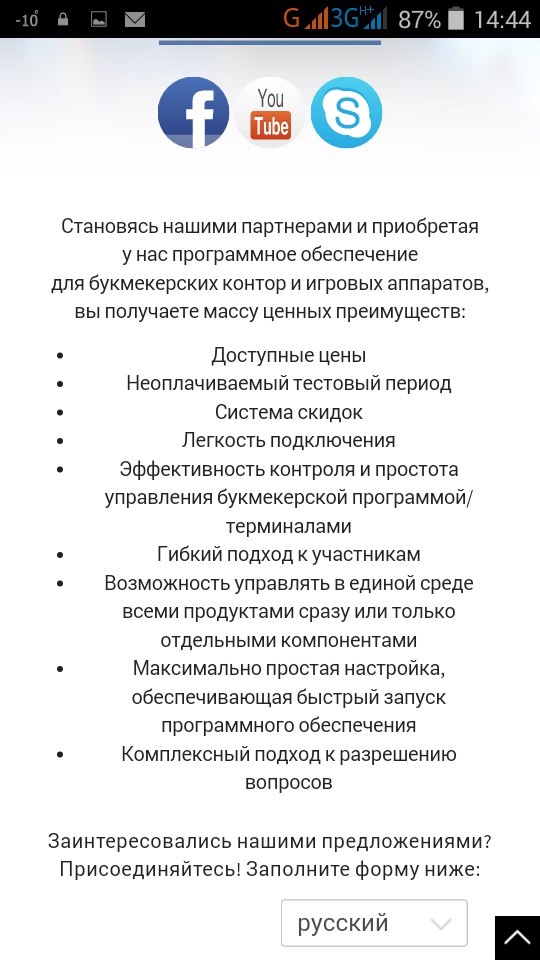 -10° G 3G H+ 87% 14:44
f You Tube S
Становясь нашими партнерами и приобретая
у нас программное обеспечение
для букмекерских контор и игровых аппаратов,
вы получаете массу ценных преимуществ:
• Доступные цены
• Неоплачиваемый тестовый период
• Система скидок
• Легкость подключения
• Эффективность контроля и простота
управления букмекерской программой/
терминалами
• Гибкий подход к участникам
• Возможность управлять в единой среде
всеми продуктами сразу или только
отдельными компонентами
• Максимально простая настройка,
обеспечивающая быстрый запуск
программного обеспечения
• Комплексный подход к разрешению
вопросов
Заинтересовались нашими предложениями?
Присоединяйтесь! Заполните форму ниже:
русский